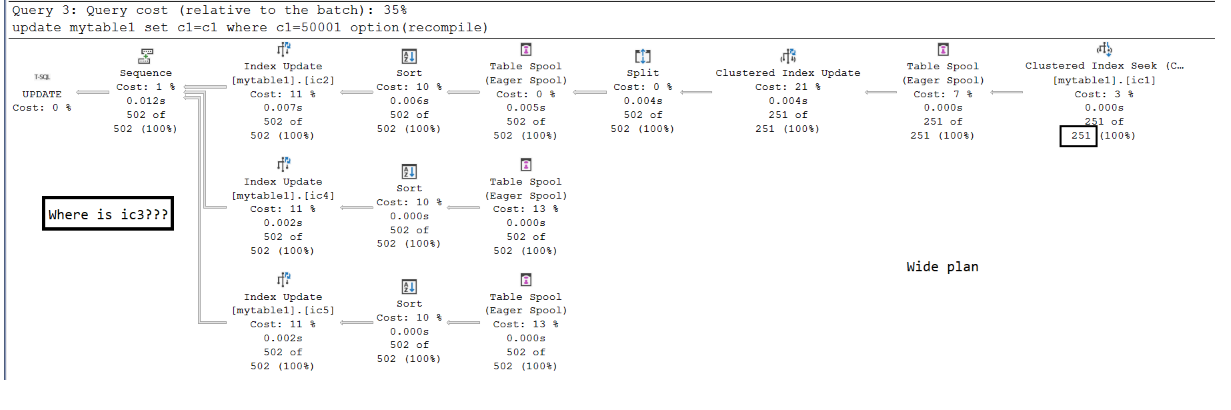 Query 3: Query cost (relative to the batch): 35%
update mytable1 set c1=c1 where c1=50001 option(recompile)
T-SQL
UPDATE
Cost: 0 %
Sequence
Cost: 1 %
0.012s
502 of
502 (100%)
Index Update
[mytable1].[ic2]
Cost: 11 %
0.007s
502 of
502 (100%)
Sort
Cost: 10 %
0.006s
502 of
502 (100%)
Table Spool
(Eager Spool)
Cost: 0 %
0.005s
502 of
502 (100%)
Split
Cost: 0 %
0.004s
502 of
502 (100%)
Clustered Index Update
Cost: 21 %
0.004s
251 of
251 (100%)
Table Spool
(Eager Spool)
Cost: 7 %
0.000s
251 of
251 (100%)
Clustered Index Seek (C…
[mytable1].[ic1]
Cost: 3 %
0.000s
251 of
251 (100%)
Index Update
[mytable1].[ic4]
Cost: 11 %
0.002s
502 of
502 (100%)
Sort
Cost: 10 %
0.000s
502 of
502 (100%)
Table Spool
(Eager Spool)
Cost: 13 %
0.000s
502 of
502 (100%)
Where is ic3???
Wide plan
Index Update
[mytable1].[ic5]
Cost: 11 %
0.002s
502 of
502 (100%)
Sort
Cost: 10 %
0.000s
502 of
502 (100%)
Table Spool
(Eager Spool)
Cost: 13 %
0.000s
502 of
502 (100%)